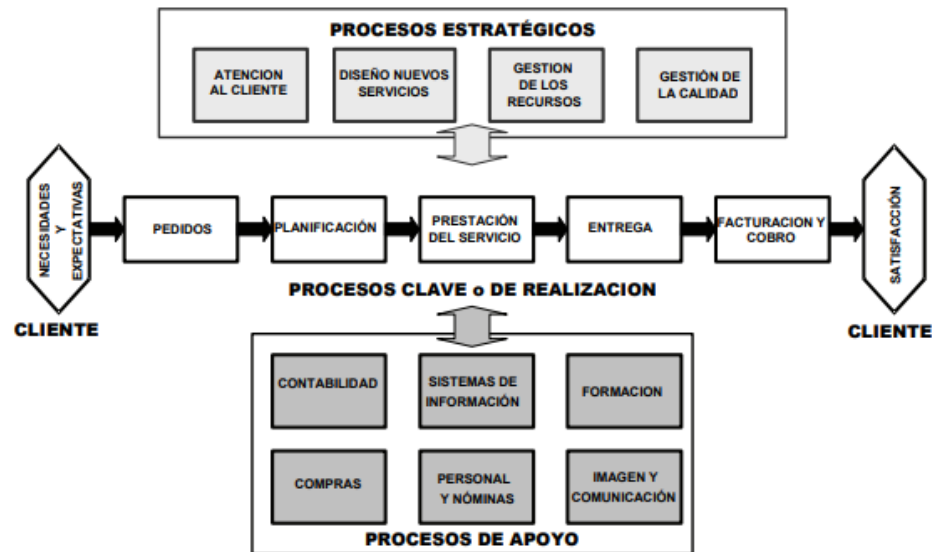 PROCESOS ESTRATÉGICOS
ATENCION
AL CLIENTE
DISEÑO NUEVOS
SERVICIOS
GESTION
DE LOS
RECURSOS
GESTIÓN DE
LA CALIDAD
NECESIDADES
Y
EXPECTATIVAS
CLIENTE
PEDIDOS
PLANIFICACIÓN
PRESTACIÓN
DEL SERVICIO
ENTREGA
FACTURACION Y
COBRO
SATISFACCIÓN
CLIENTE
PROCESOS CLAVE o DE REALIZACION
CONTABILIDAD
SISTEMAS DE
INFORMACIÓN
FORMACION
COMPRAS
PERSONAL
Y NÓMINAS
IMAGEN Y
COMUNICACIÓN
PROCESOS DE APOYO